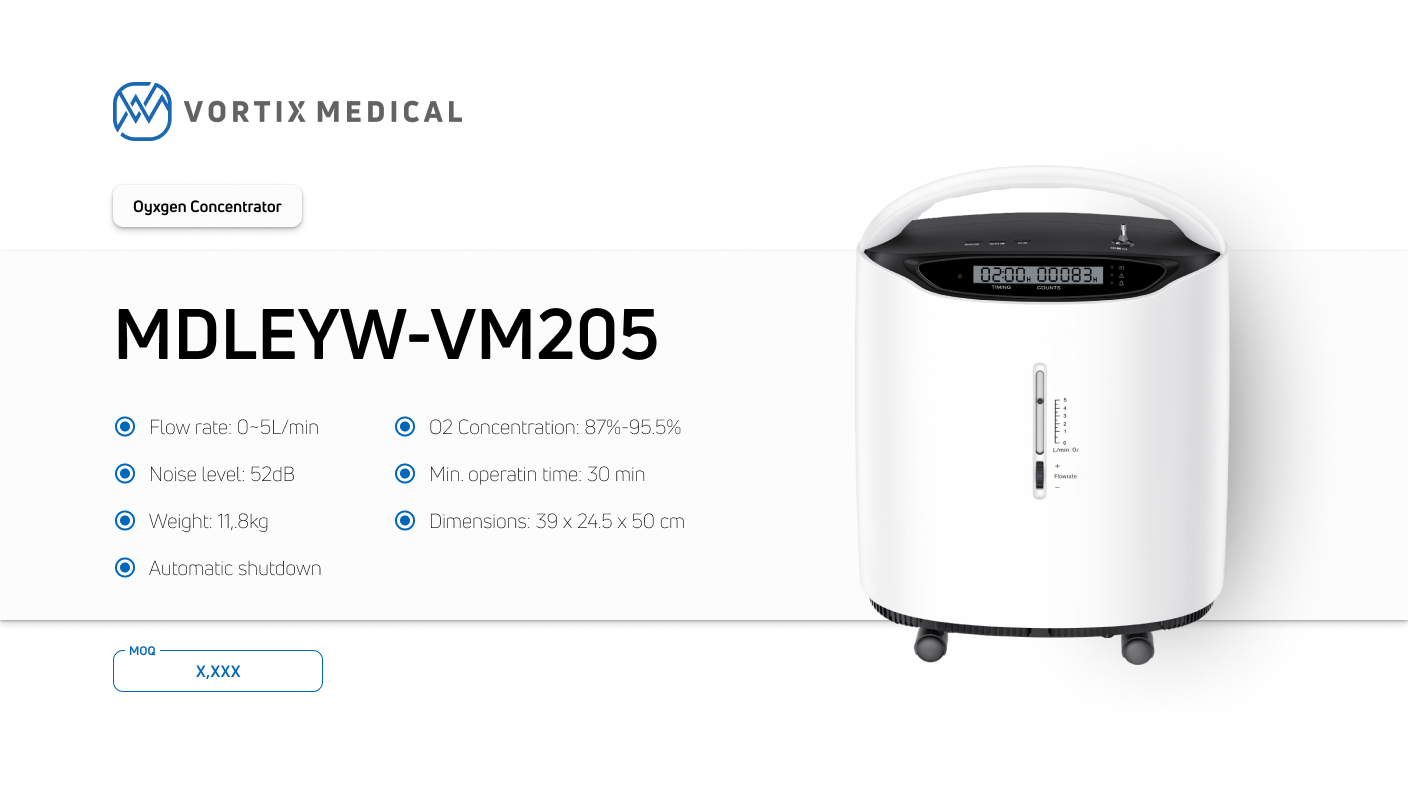 VORTIX MEDICAL
Oyxgen Concentrator
MDLEYW-VM205
Flow rate: 0~5L/min
O2 Concentration: 87%-95.5%
Noise level: 52dB
Min. operatin time: 30 min
Weight: 11,.8kg
Dimensions: 39 x 24.5 x 50 cm
Automatic shutdown
MOQ
X,XXX
02:00H 00083H
TIMING COUNTS
5
4
3
2
1
0
L/min O₂
+
Flowrate
−